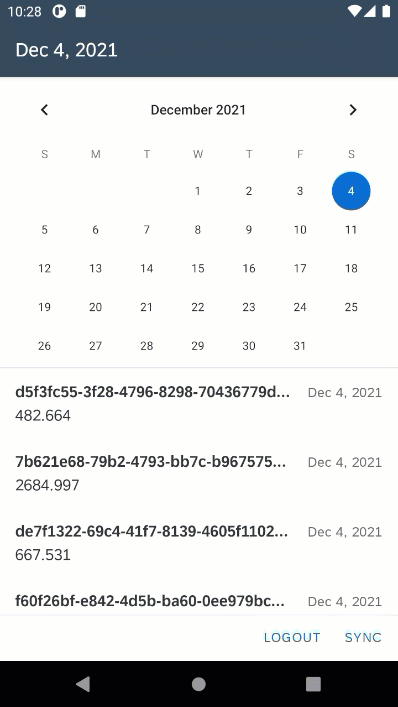 10:28
Dec 4, 2021
December 2021
S M T W T F S
1 2 3 4
5 6 7 8 9 10 11
12 13 14 15 16 17 18
19 20 21 22 23 24 25
26 27 28 29 30 31
d5f3fc55-3f28-4796-8298-70436779d... Dec 4, 2021
482.664
7b621e68-79b2-4793-bb7c-b967575... Dec 4, 2021
2684.997
de7f1322-69c4-41f7-8139-4605f1102... Dec 4, 2021
667.531
f60f26bf-e842-4d5b-ba60-0ee979bc... Dec 4, 2021
LOGOUT SYNC